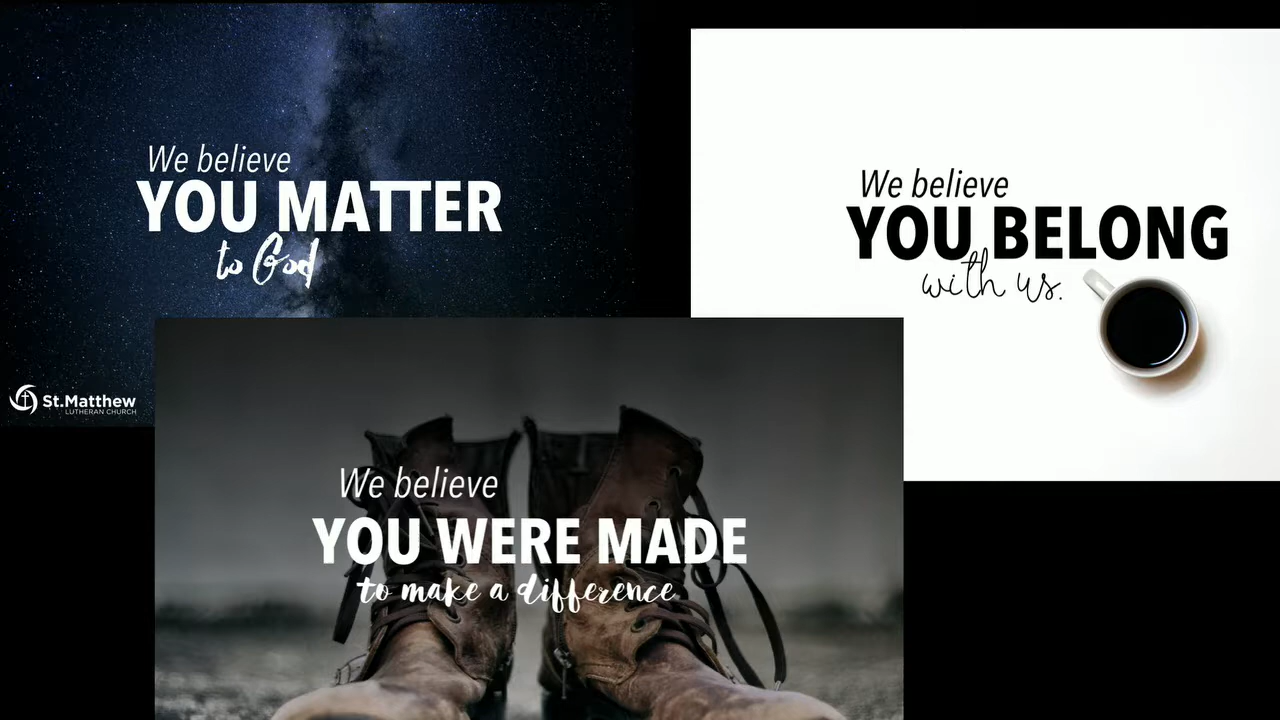 We believe
YOU MATTER
to God
St.Matthew
LUTHERAN CHURCH
We believe
YOU BELONG
with us.
We believe
YOU WERE MADE
to make a difference